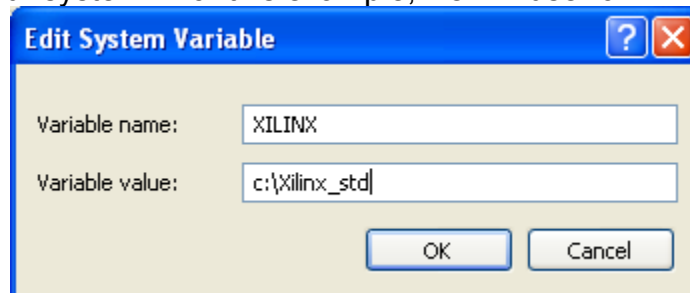 Edit System Variable
Variable name: XILINX
Variable value: c:\Xilinx_std
OK Cancel